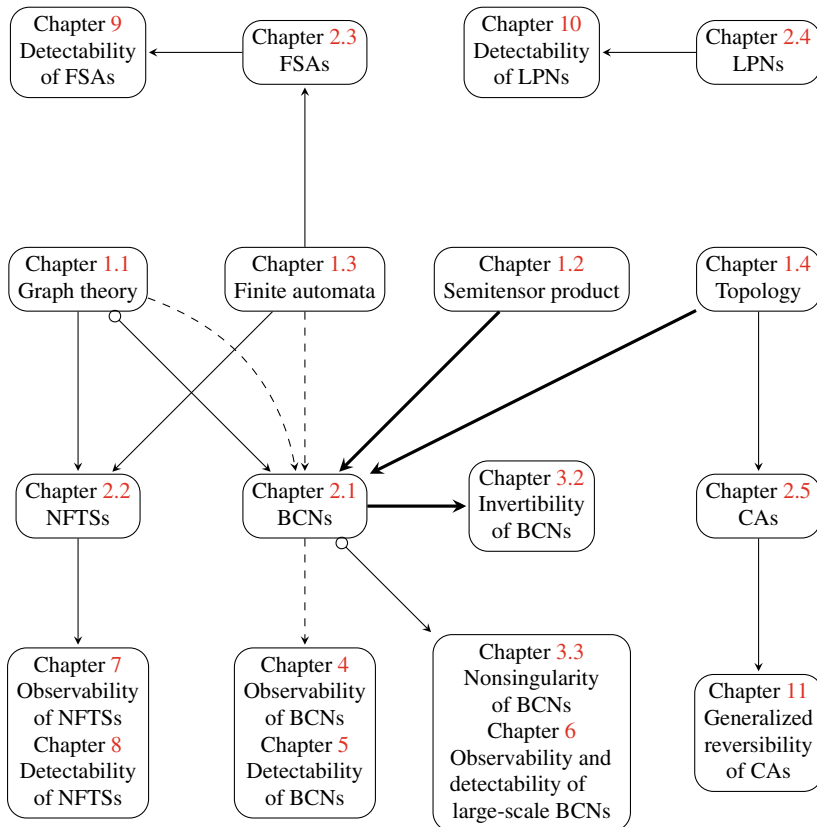 Chapter 9
Detectability
of FSAs
Chapter 2.3
FSAs
Chapter 10
Detectability
of LPNs
Chapter 2.4
LPNs
Chapter 1.1
Graph theory
Chapter 1.3
Finite automata
Chapter 1.2
Semitensor product
Chapter 1.4
Topology
Chapter 2.2
NFTSs
Chapter 2.1
BCNs
Chapter 3.2
Invertibility
of BCNs
Chapter 2.5
CAs
Chapter 7
Observability
of NFTSs
Chapter 8
Detectability
of NFTSs
Chapter 4
Observability
of BCNs
Chapter 5
Detectability
of BCNs
Chapter 3.3
Nonsingularity
of BCNs
Chapter 6
Observability and
detectability of
large-scale BCNs
Chapter 11
Generalized
reversibility
of CAs